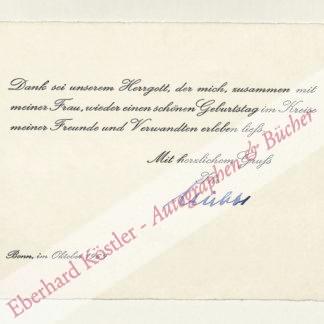 Dank sei unserem Herrgott, der mich, zusammen mit
meiner Frau, wieder einen schönen Geburtstag im Kreise
meiner Freunde und Verwandten erleben ließ.
Mit herzlichem Gruß
Bonn, im Oktober
Eberhard Köstler - Autographen & Bücher